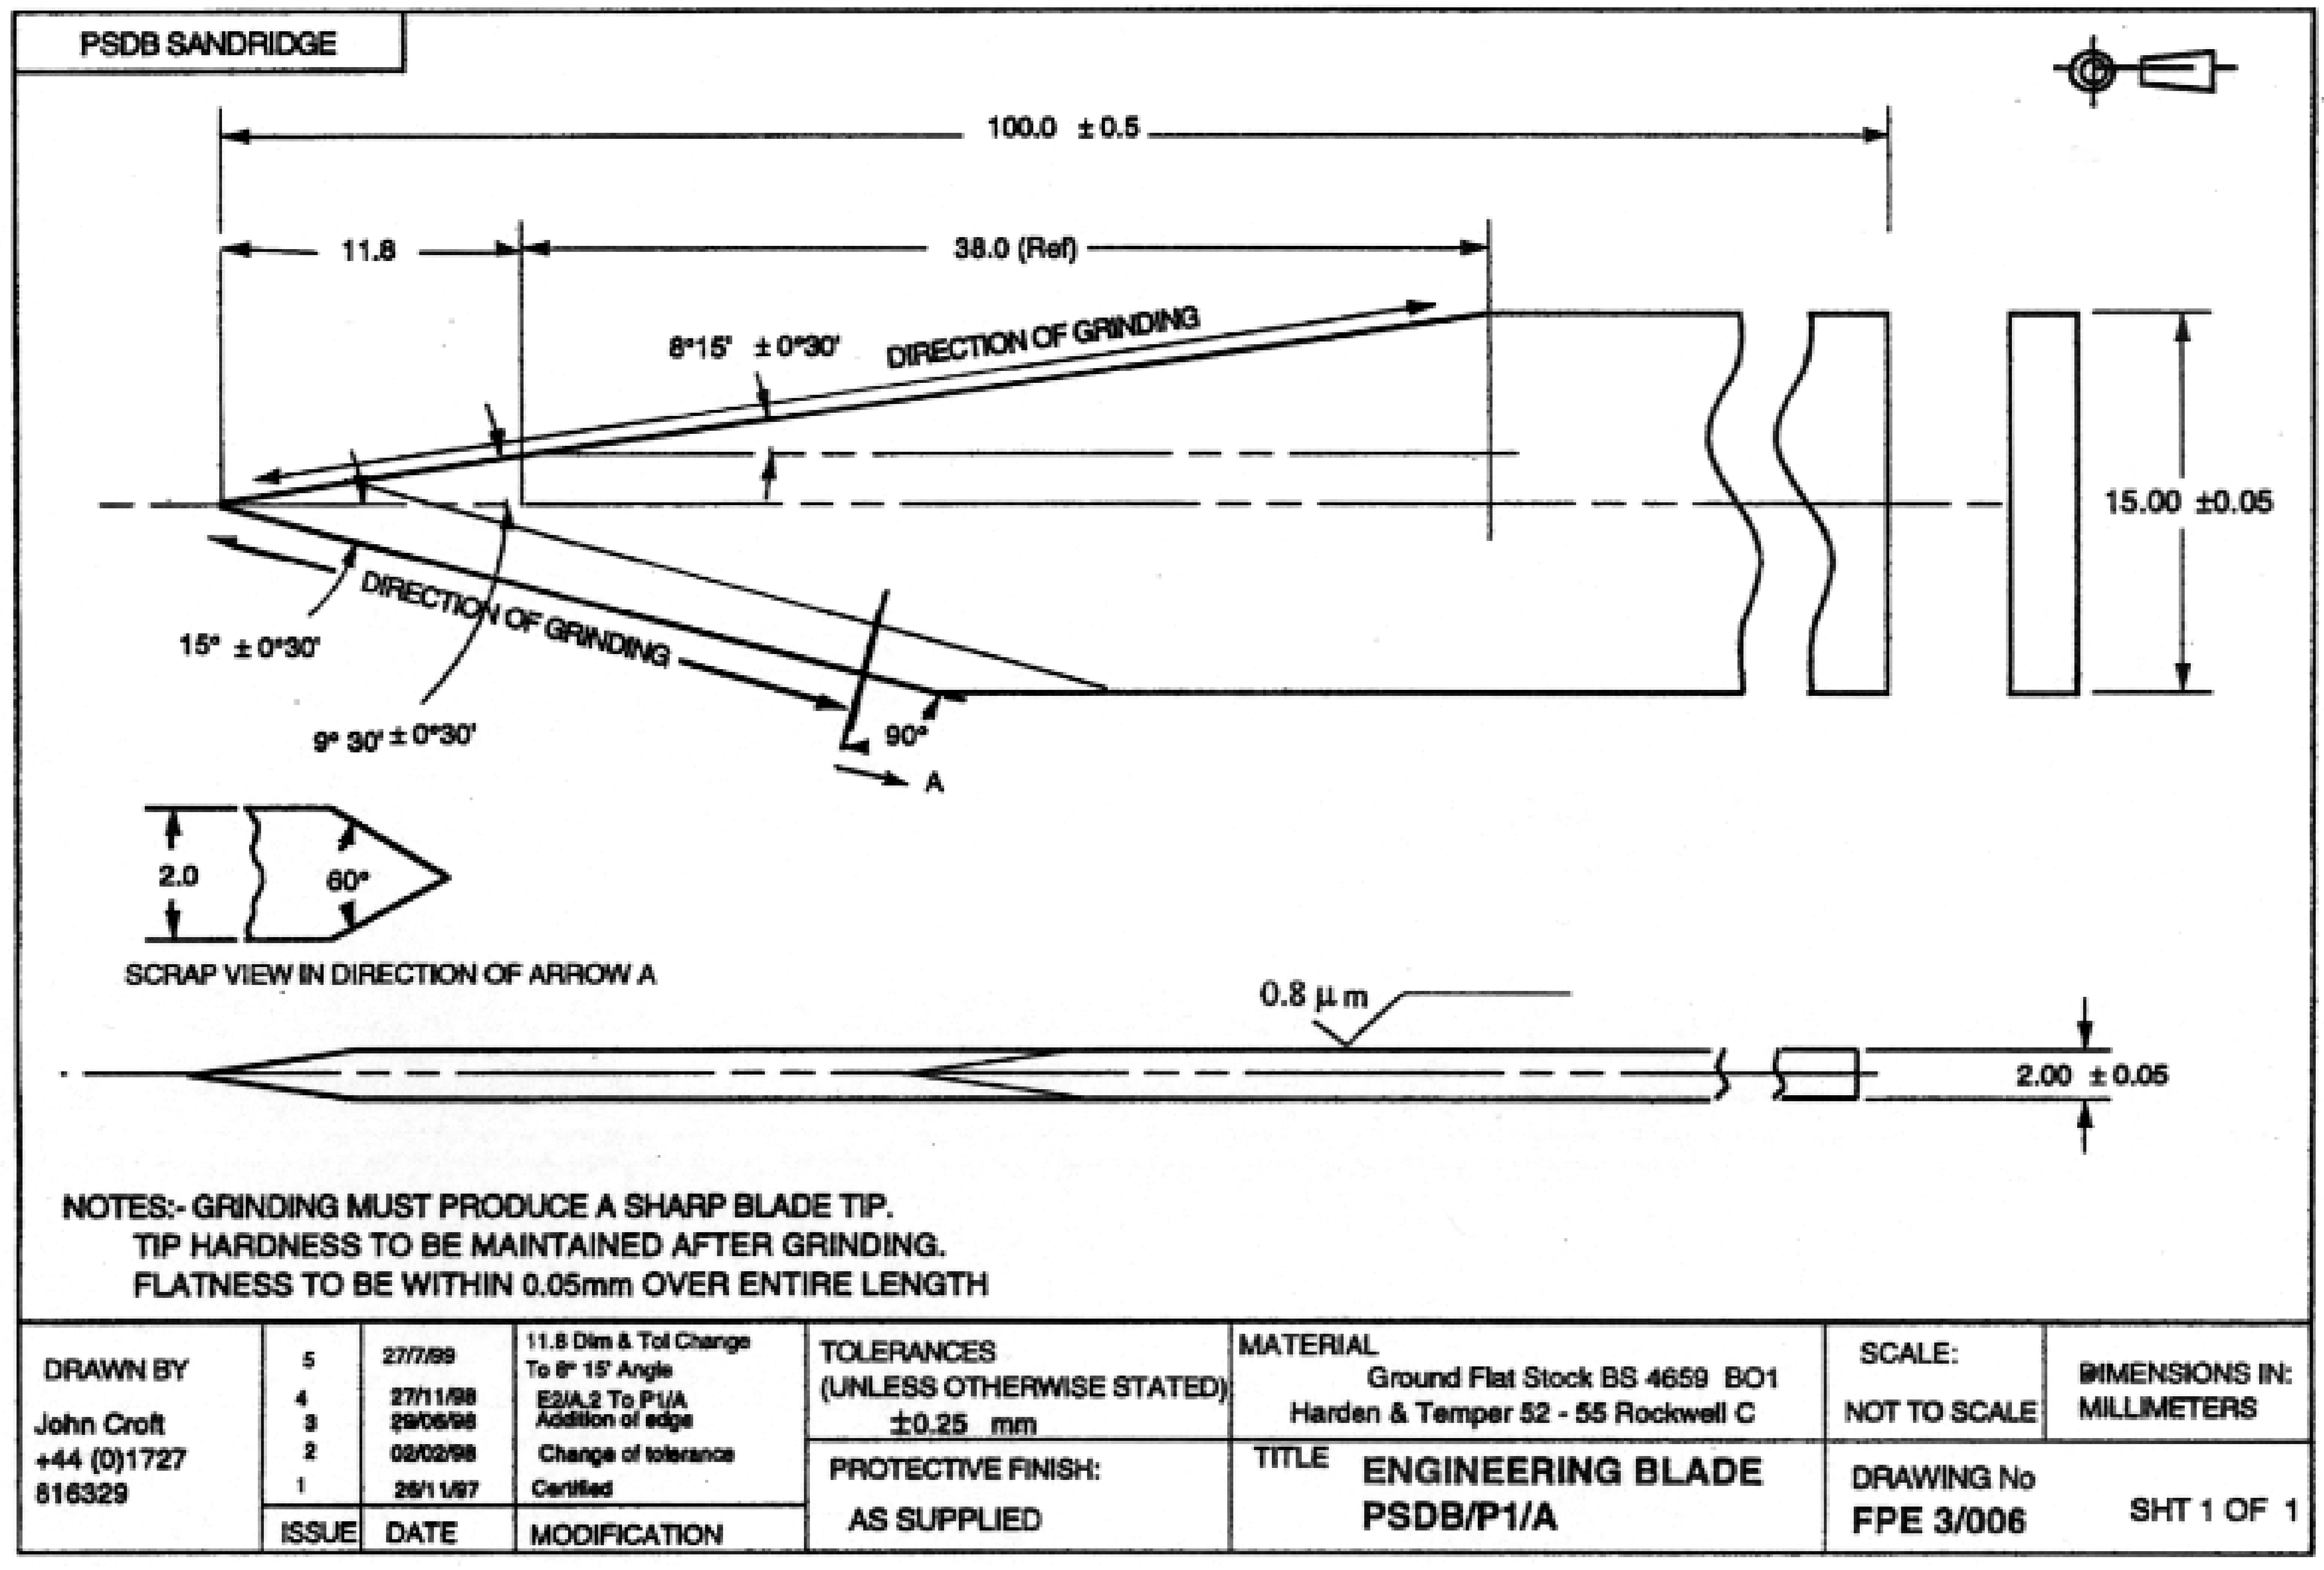 PSDB SANDRIDGE
100.0 ± 0.5
11.8
38.0 (Ref)
8°15' ± 0°30'
DIRECTION OF GRINDING
15.00 ±0.05
DIRECTION OF GRINDING
15° ± 0°30'
9° 30' ± 0°30'
90°
A
2.0
60°
SCRAP VIEW IN DIRECTION OF ARROW A
0.8 μm
2.00 ± 0.05
NOTES:- GRINDING MUST PRODUCE A SHARP BLADE TIP.
TIP HARDNESS TO BE MAINTAINED AFTER GRINDING.
FLATNESS TO BE WITHIN 0.05mm OVER ENTIRE LENGTH
DRAWN BY
John Croft
+44 (0)1727
816329
5 27/7/99 11.8 Dim & Tol Change
To 8° 15' Angle
4 27/11/98 E2/A.2 To P1/A
3 29/06/98 Addition of edge
2 02/02/98 Change of tolerance
1 26/11/97 Certified
ISSUE DATE MODIFICATION
TOLERANCES
(UNLESS OTHERWISE STATED)
±0.25 mm
PROTECTIVE FINISH:
AS SUPPLIED
MATERIAL
Ground Flat Stock BS 4659 BO1
Harden & Temper 52 - 55 Rockwell C
TITLE ENGINEERING BLADE
PSDB/P1/A
SCALE:
NOT TO SCALE
DIMENSIONS IN:
MILLIMETERS
DRAWING No
FPE 3/006
SHT 1 OF 1